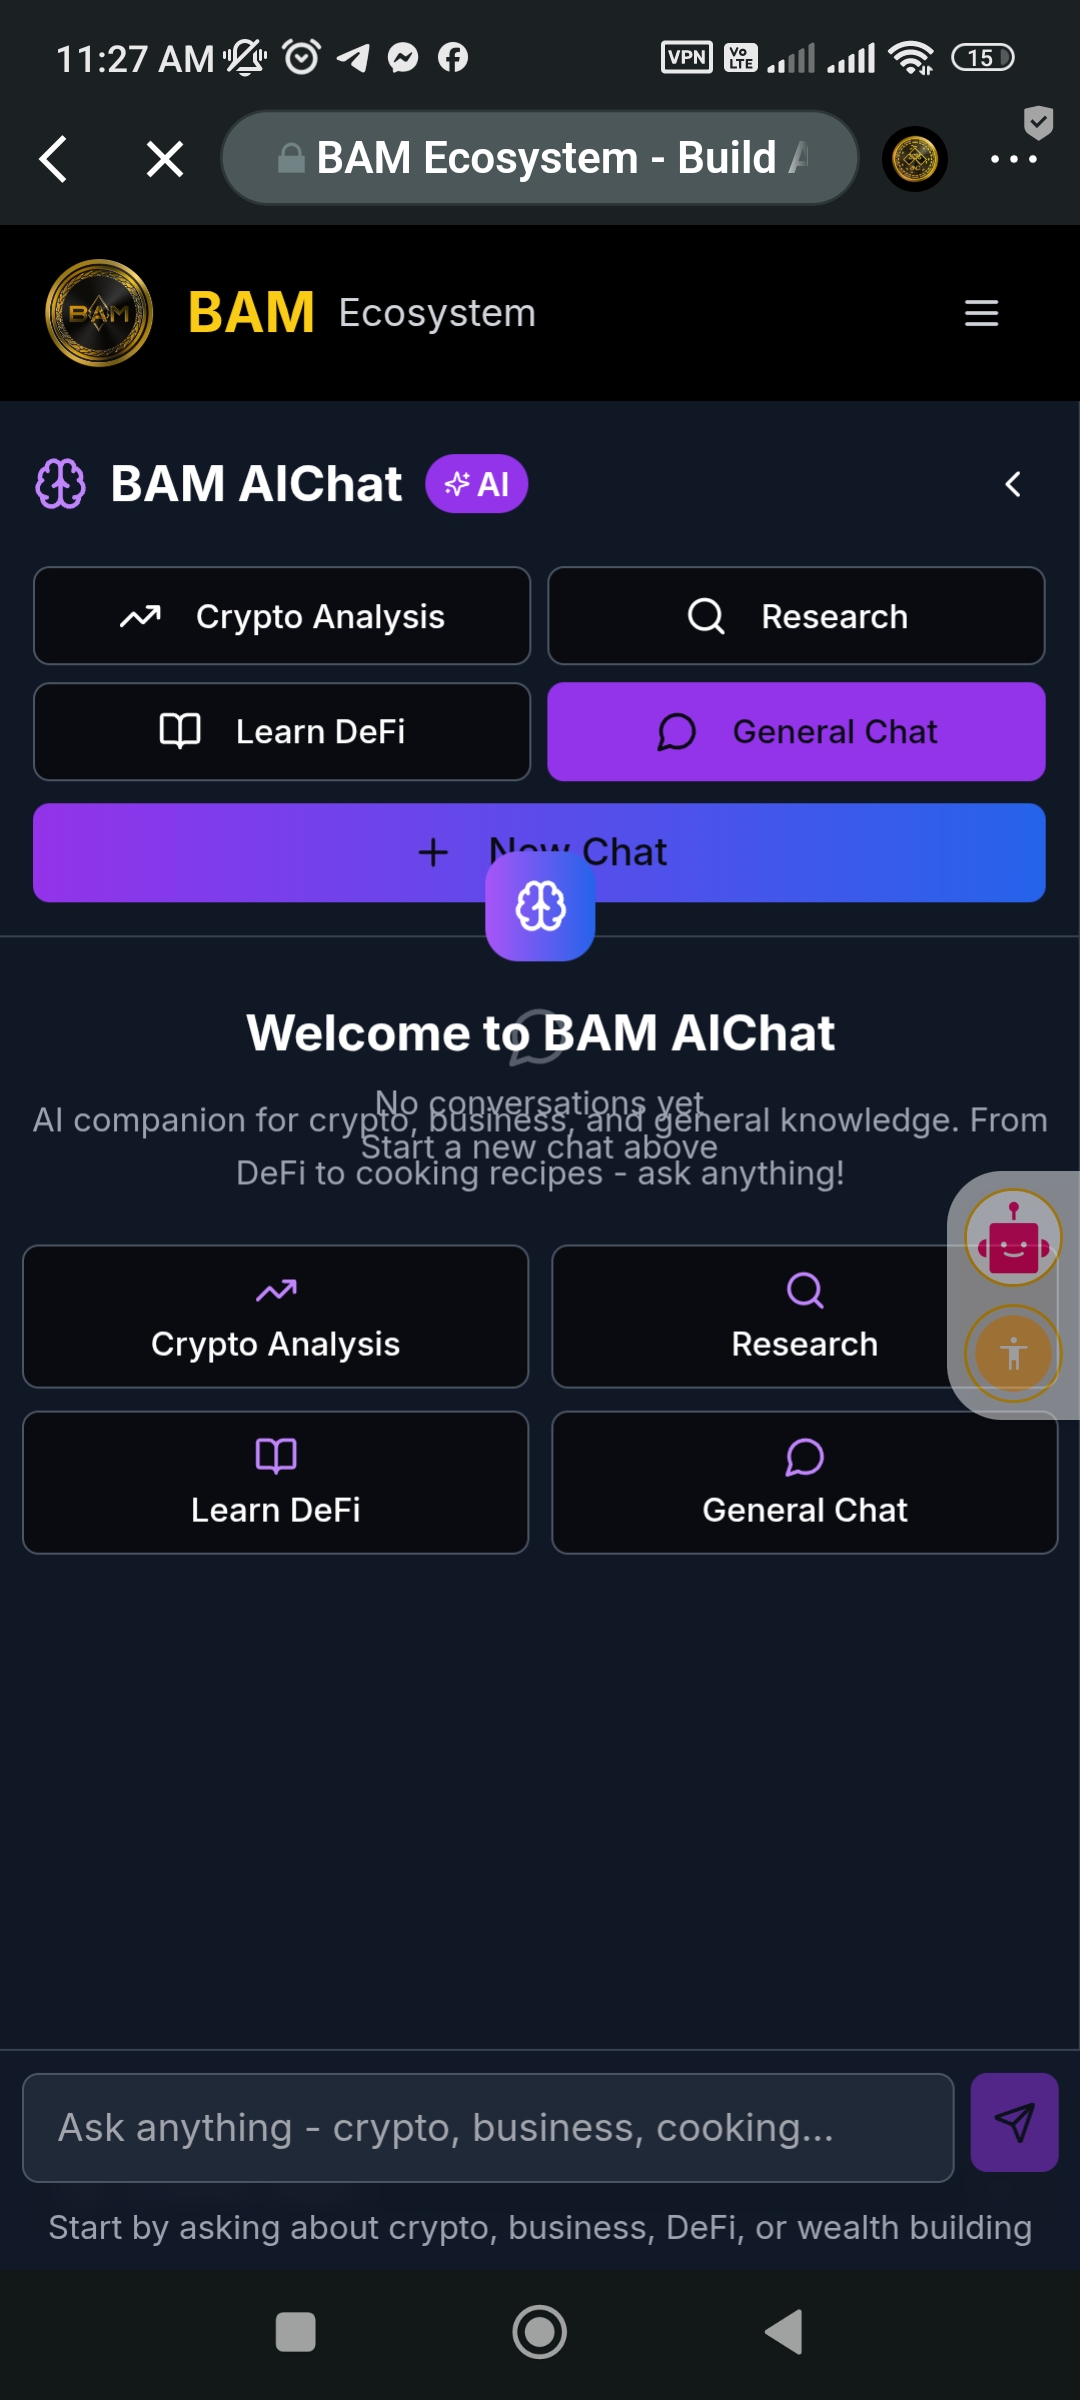 11:27 AM
VPN
Vo LTE
15
BAM Ecosystem - Build A
BAM
BAM Ecosystem
BAM AIChat
AI
Crypto Analysis
Research
Learn DeFi
General Chat
New Chat
Welcome to BAM AIChat
No conversations yet
AI companion for crypto, business, and general knowledge. From
Start a new chat above
DeFi to cooking recipes - ask anything!
Crypto Analysis
Research
Learn DeFi
General Chat
Ask anything - crypto, business, cooking...
Start by asking about crypto, business, DeFi, or wealth building